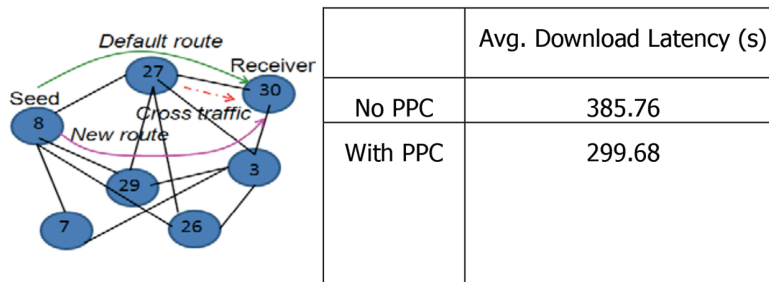 Default route
27
Receiver
30
Seed
Cross traffic
8
New route
3
29
7
26
Avg. Download Latency (s)
No PPC 385.76
With PPC 299.68